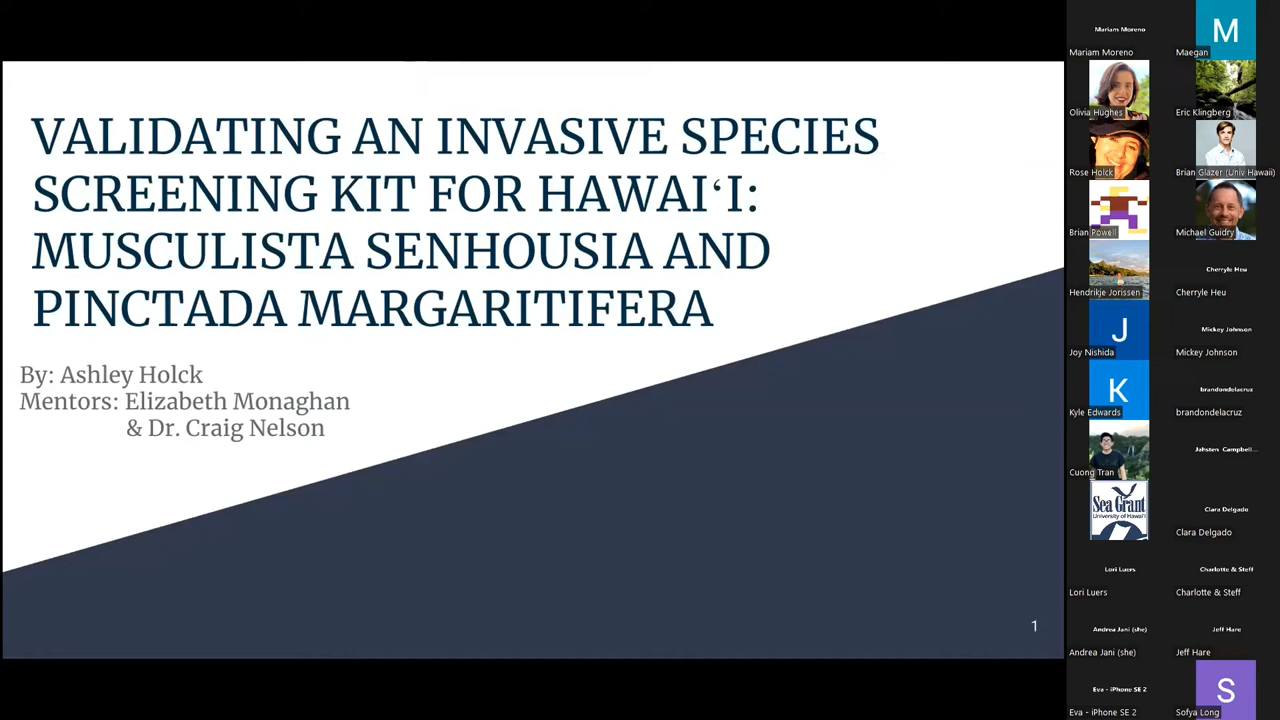 VALIDATING AN INVASIVE SPECIES
SCREENING KIT FOR HAWAIʻI:
MUSCULISTA SENHOUSIA AND
PINCTADA MARGARITIFERA
By: Ashley Holck
Mentors: Elizabeth Monaghan
& Dr. Craig Nelson
1
Mariam Moreno
Mariam Moreno
M
Maegan
Olivia Hughes
Eric Klingberg
Rose Holck
Brian Glazer (Univ Hawaii)
Brian Powell
Michael Guidry
Hendrikje Jorissen
Cherryle Heu
Cherryle Heu
J
Joy Nishida
Mickey Johnson
Mickey Johnson
K
Kyle Edwards
brandondelacruz
brandondelacruz
Cuong Tran
Jahsten Campbell...
Sea Grant
University of Hawai'i
Clara Delgado
Clara Delgado
Lori Luers
Lori Luers
Charlotte & Steff
Charlotte & Steff
Andrea Jani (she)
Andrea Jani (she)
Jeff Hare
Jeff Hare
Eva - iPhone SE 2
Eva - iPhone SE 2
S
Sofya Long